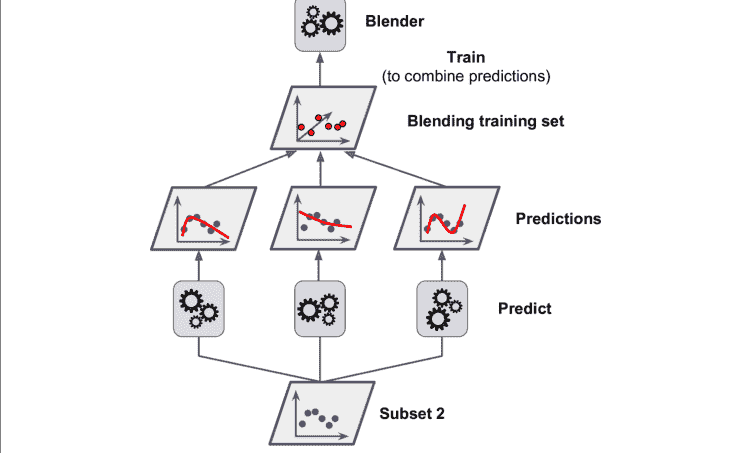 Blender
Train
(to combine predictions)
Blending training set
Predictions
Predict
Subset 2